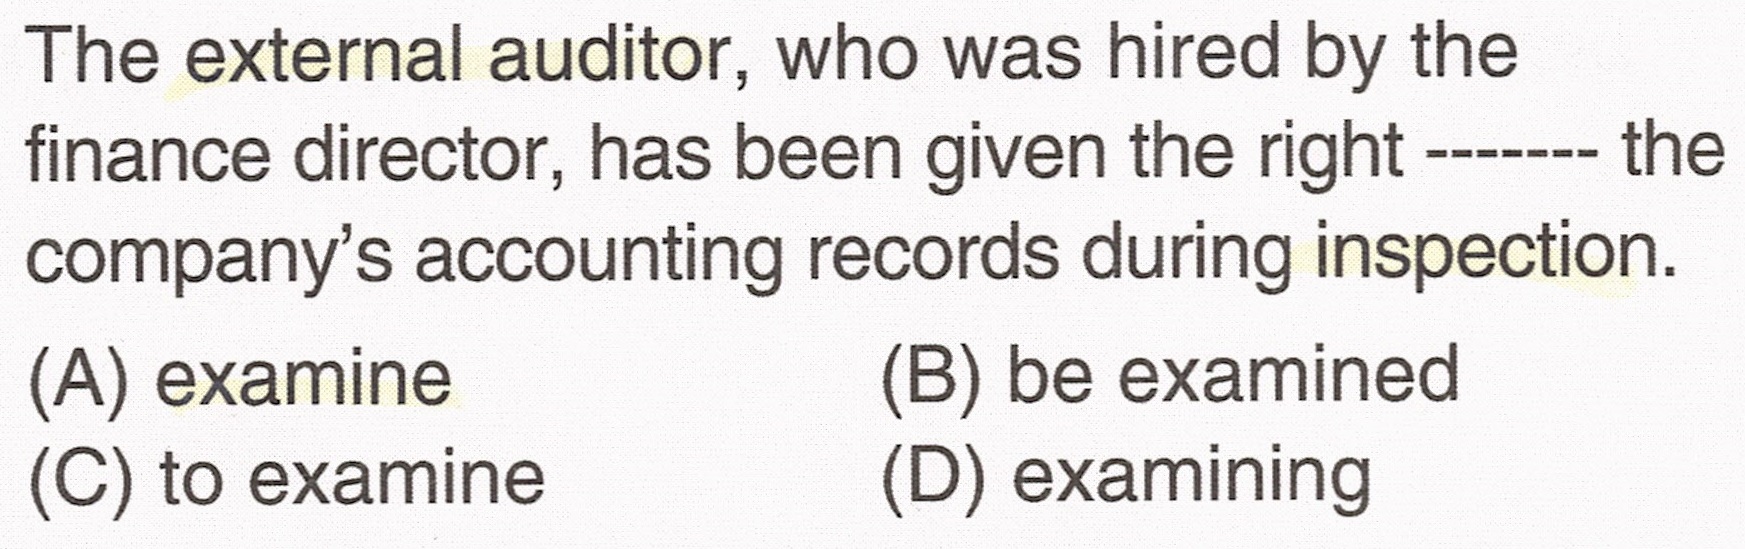 The external auditor, who was hired by the
finance director, has been given the right ------- the
company’s accounting records during inspection.
(A) examine (B) be examined
(C) to examine (D) examining